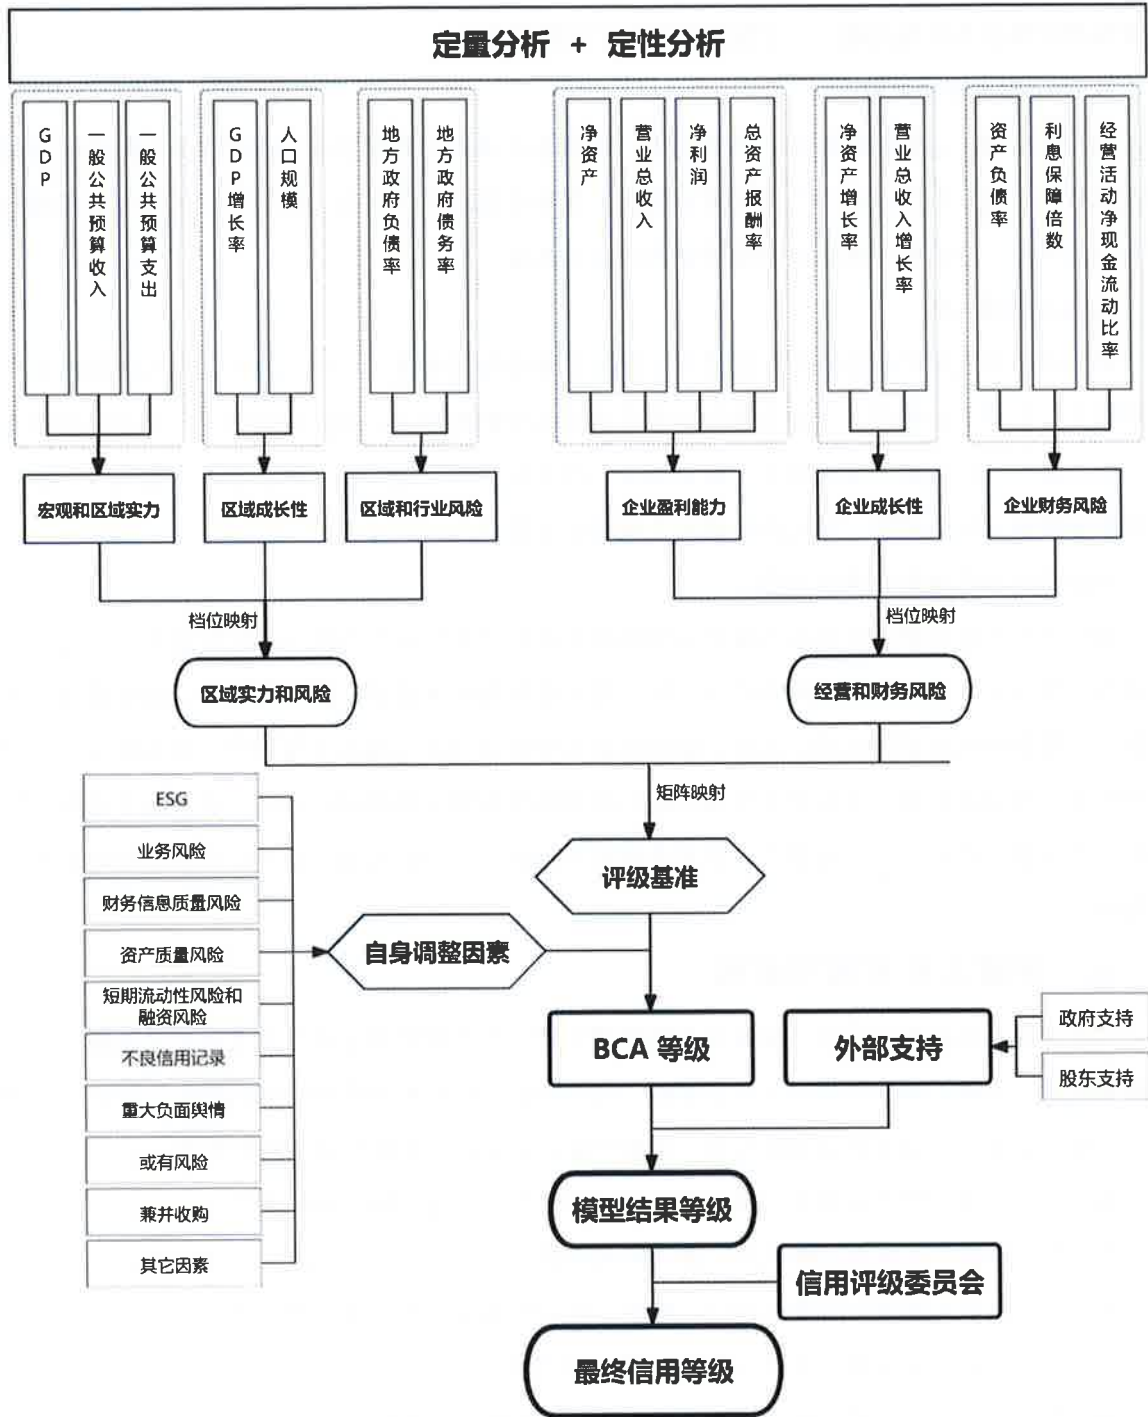 定量分析 + 定性分析
GDP
一般公共预算收入
一般公共预算支出
GDP增长率
人口规模
地方政府负债率
地方政府债务率
净资产
营业总收入
净利润
总资产报酬率
净资产增长率
营业总收入增长率
资产负债率
利息保障倍数
经营活动净现金流动比率
宏观和区域实力
区域成长性
区域和行业风险
企业盈利能力
企业成长性
企业财务风险
档位映射
档位映射
区域实力和风险
经营和财务风险
矩阵映射
ESG
业务风险
财务信息质量风险
资产质量风险
短期流动性风险和
融资风险
不良信用记录
重大负面舆情
或有风险
兼并收购
其它因素
自身调整因素
评级基准
BCA 等级
外部支持
政府支持
股东支持
模型结果等级
信用评级委员会
最终信用等级